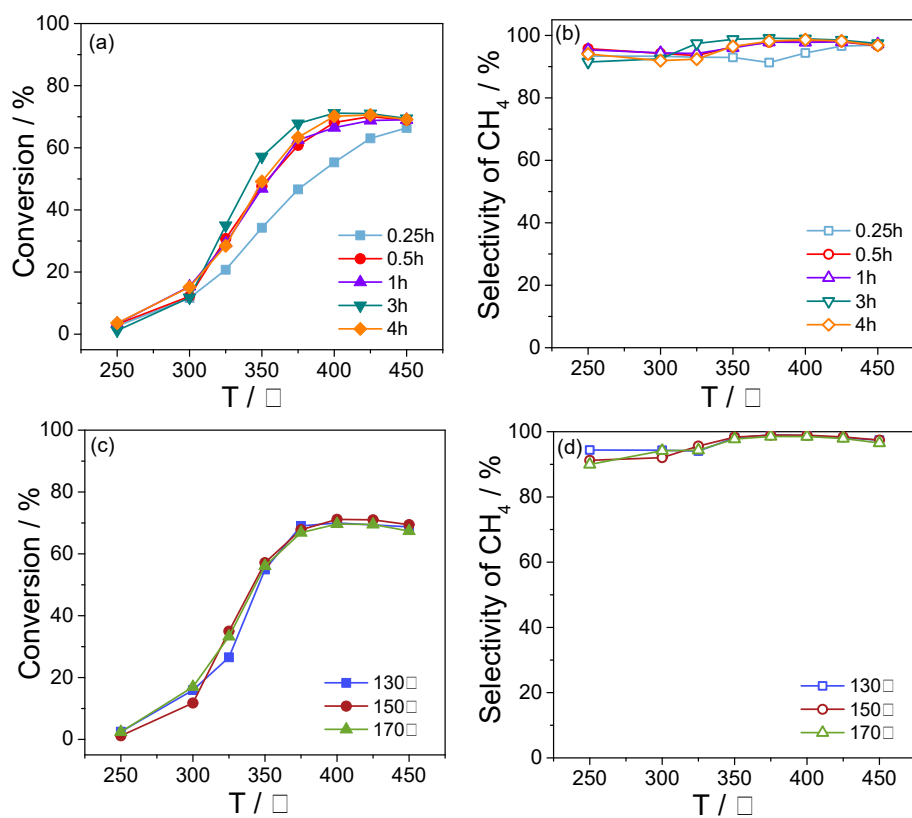 (a)
Conversion / %
100
80
60
40
20
0
0.25h
0.5h
1h
3h
4h
250 300 350 400 450
T / □
(b)
Selectivity of CH4 / %
100
80
60
40
20
0
0.25h
0.5h
1h
3h
4h
250 300 350 400 450
T / □
(c)
Conversion / %
100
80
60
40
20
0
130□
150□
170□
250 300 350 400 450
T / □
(d)
Selectivity of CH4 / %
100
80
60
40
20
0
130□
150□
170□
250 300 350 400 450
T / □